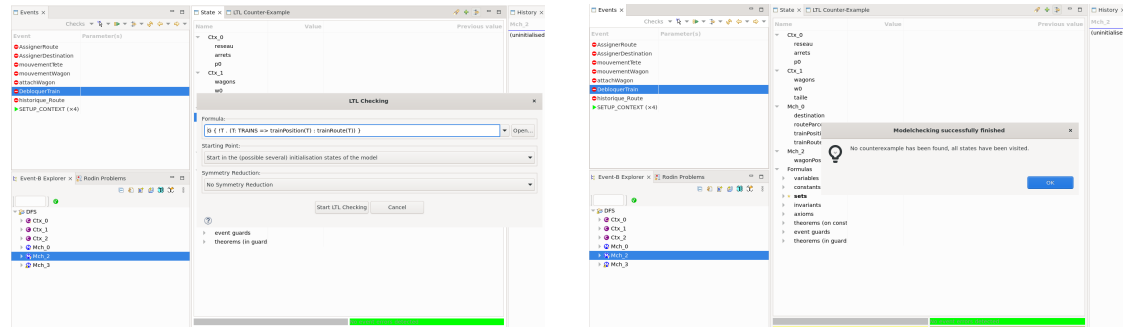 Events ×
Checks
Event Parameter(s)
AssignerRoute
AssignerDestination
mouvementTete
mouvementWagon
attachWagon
DebloquerTrain
historique_Route
SETUP_CONTEXT (×4)
Event-B Explorer × Rodin Problems
DFS
Ctx_0
Ctx_1
Ctx_2
Mch_0
Mch_2
Mch_3
State × LTL Counter-Example
Name Value Previous value
Ctx_0
reseau
arrets
p0
Ctx_1
wagons
w0
LTL Checking ×
Formula:
G { !T . (T: TRAINS => trainPosition(T) : trainRoute(T)) }
Open...
Starting Point:
Start in the (possible several) initialisation states of the model
Symmetry Reduction:
No Symmetry Reduction
Start LTL Checking Cancel
event guards
theorems (in guard
History ×
Mch_2
(uninitialised
Events ×
Checks
Event Parameter(s)
AssignerRoute
AssignerDestination
mouvementTete
mouvementWagon
attachWagon
DebloquerTrain
historique_Route
SETUP_CONTEXT (×4)
Event-B Explorer × Rodin Problems
DFS
Ctx_0
Ctx_1
Ctx_2
Mch_0
Mch_2
Mch_3
State × LTL Counter-Example
Name Value Previous value
Ctx_0
reseau
arrets
p0
Ctx_1
wagons
w0
taille
Mch_0
destination
routeParco
trainPositi
trainRoute
Mch_2
wagonPos
Formulas
variables
constants
sets
invariants
axioms
theorems (on const
event guards
theorems (in guard
Modelchecking successfully finished ×
No counterexample has been found, all states have been visited.
OK
History ×
(uninitialise